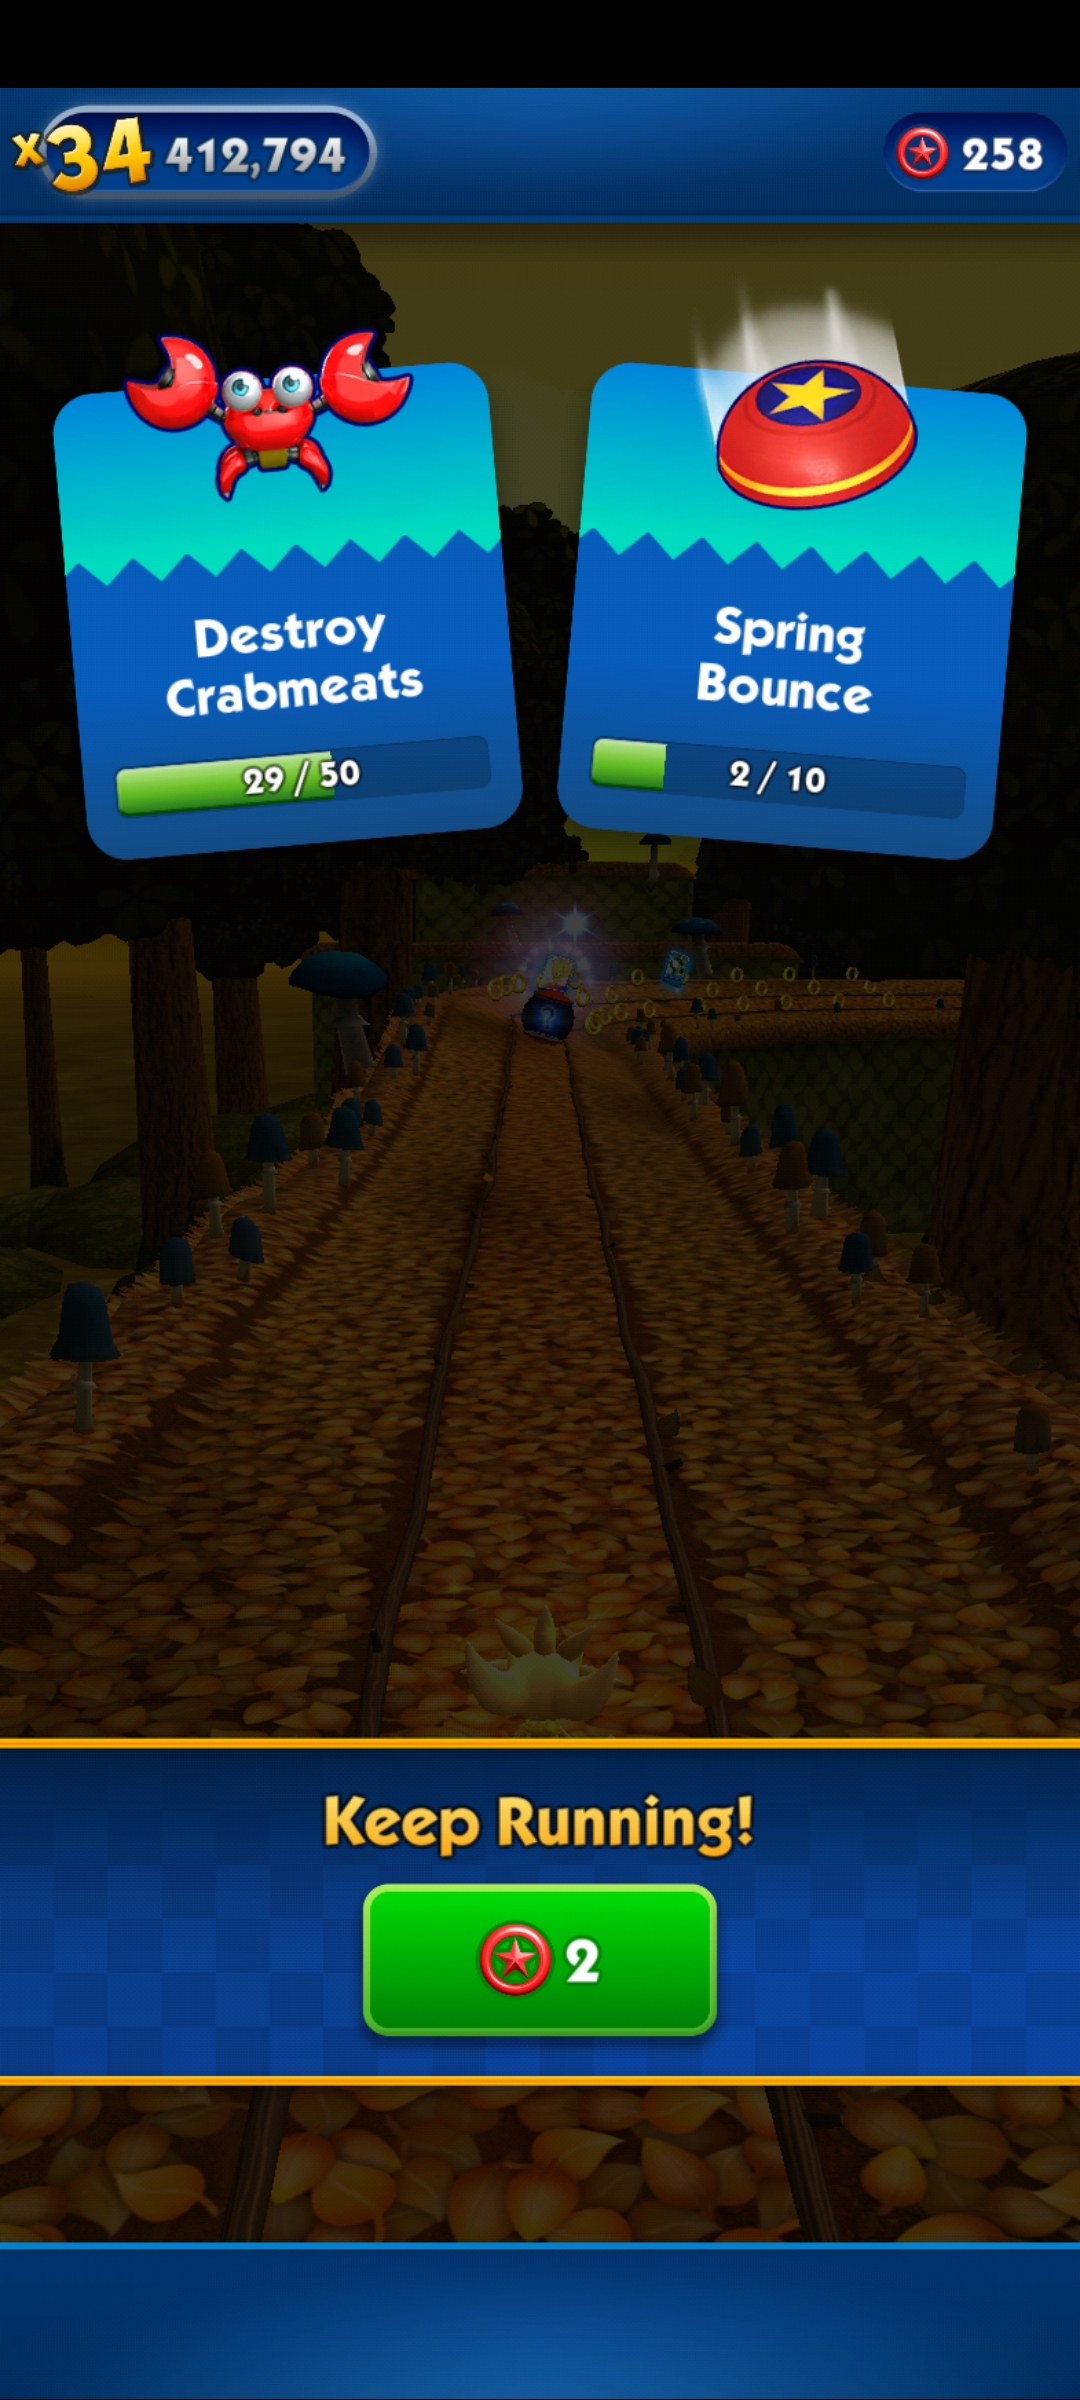 x34 412,794
258
Destroy
Crabmeats
29 / 50
Spring
Bounce
2 / 10
?
Keep Running!
2